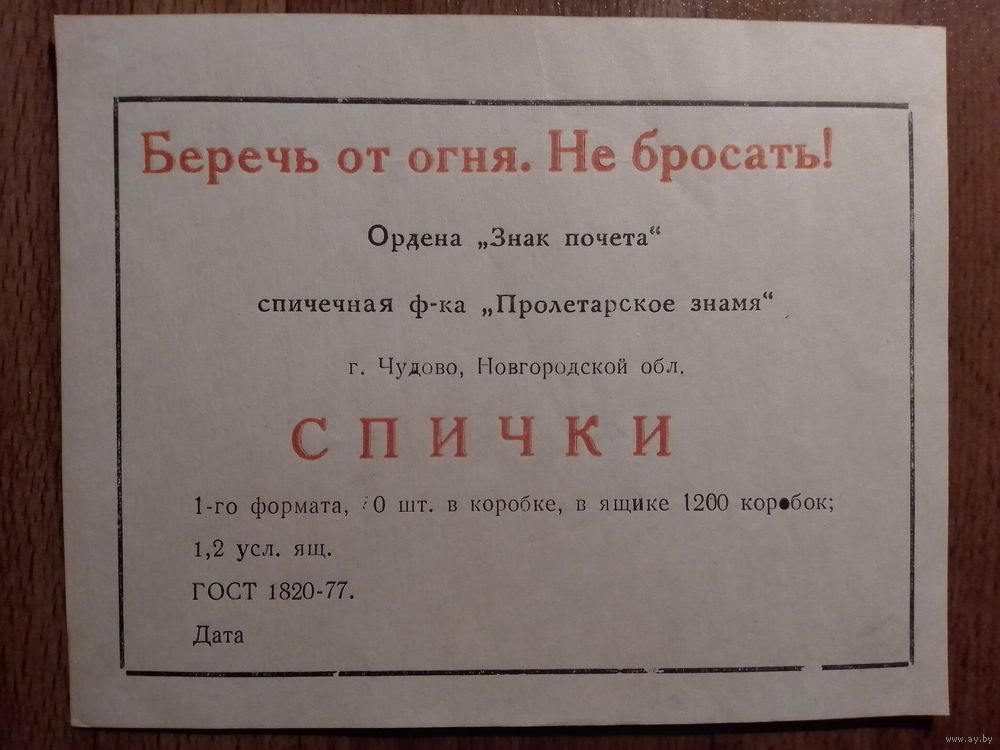 Беречь от огня. Не бросать!
Ордена „Знак почета“
спичечная ф-ка „Пролетарское знамя“
г. Чудово, Новгородской обл.
СПИЧКИ
1-го формата, шт. в коробке, в ящике 1200 коробок;
1,2 усл. ящ.
ГОСТ 1820-77.
Дата
www.ay.by